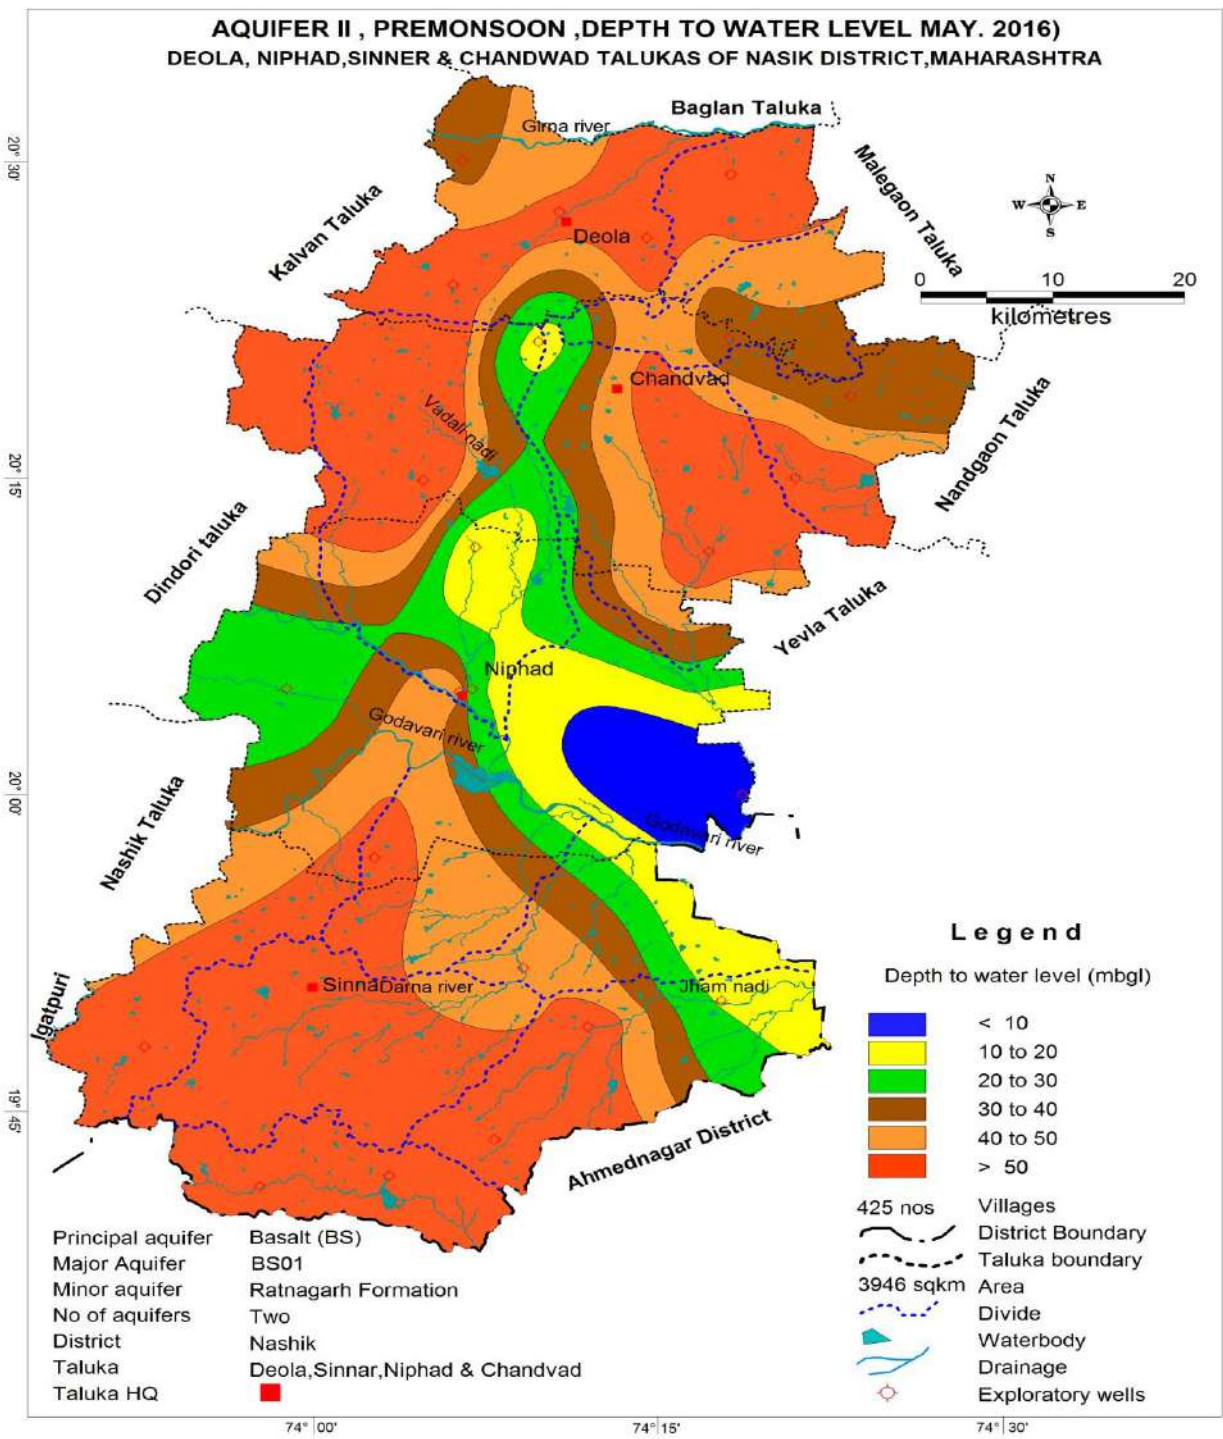 AQUIFER II , PREMONSOON ,DEPTH TO WATER LEVEL MAY. 2016)
DEOLA, NIPHAD,SINNER & CHANDWAD TALUKAS OF NASIK DISTRICT,MAHARASHTRA
Baglan Taluka
Girna river
20° 30'
Malegaon Taluka
Kalvan Taluka
N
W E
S
Deola
0 10 20
kilometres
Chandvad
Vadali nadi
Nandgaon Taluka
20° 15'
Dindori taluka
Yevla Taluka
Niphad
Godavari river
20° 00'
Nashik Taluka
Godavari river
Legend
Depth to water level (mbgl)
Igatpuri
Sinna
Darna river
Jham nadi
< 10
10 to 20
20 to 30
30 to 40
40 to 50
> 50
19° 45'
Ahmednagar District
425 nos Villages
District Boundary
Taluka boundary
3946 sqkm Area
Divide
Waterbody
Drainage
Exploratory wells
Principal aquifer Basalt (BS)
Major Aquifer BS01
Minor aquifer Ratnagarh Formation
No of aquifers Two
District Nashik
Taluka Deola,Sinnar,Niphad & Chandvad
Taluka HQ
74° 00' 74° 15' 74° 30'